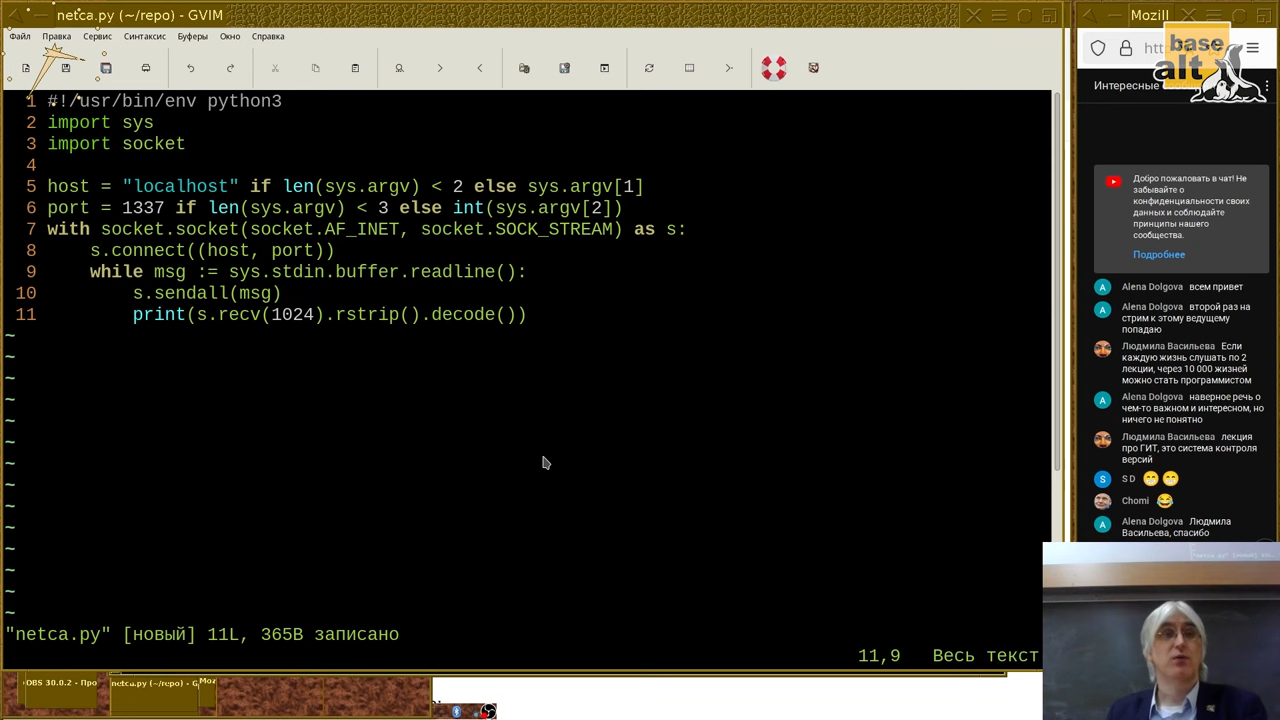 netca.py (~/repo) - GVIM
Файл Правка Сервис Синтаксис Буферы Окно Справка
1 #!/usr/bin/env python3
2 import sys
3 import socket
4
5 host = "localhost" if len(sys.argv) < 2 else sys.argv[1]
6 port = 1337 if len(sys.argv) < 3 else int(sys.argv[2])
7 with socket.socket(socket.AF_INET, socket.SOCK_STREAM) as s:
8     s.connect((host, port))
9     while msg := sys.stdin.buffer.readline():
10         s.sendall(msg)
11         print(s.recv(1024).rstrip().decode())
~
~
~
~
~
~
~
~
~
~
~
~
~
~
"netca.py" [новый] 11L, 365B записано
11,9 Весь текст
OBS 30.0.2 - Про
netca.py (~/repo) - G
Moz
Mozill
htt
base
alt
Интересные
Добро пожаловать в чат! Не
забывайте о
конфиденциальности своих
данных и соблюдайте
принципы нашего
сообщества.
Подробнее
A Alena Dolgova всем привет
A Alena Dolgova второй раз на
стрим к этому ведущему
попадаю
Людмила Васильева Если
каждую жизнь слушать по 2
лекции, через 10 000 жизней
можно стать программистом
A Alena Dolgova наверное речь о
чем-то важном и интересном, но
ничего не понятно
Людмила Васильева лекция
про ГИТ, это система контроля
версий
S S D 😁😁
Chomi 😂
A Alena Dolgova Людмила
Васильева, спасибо